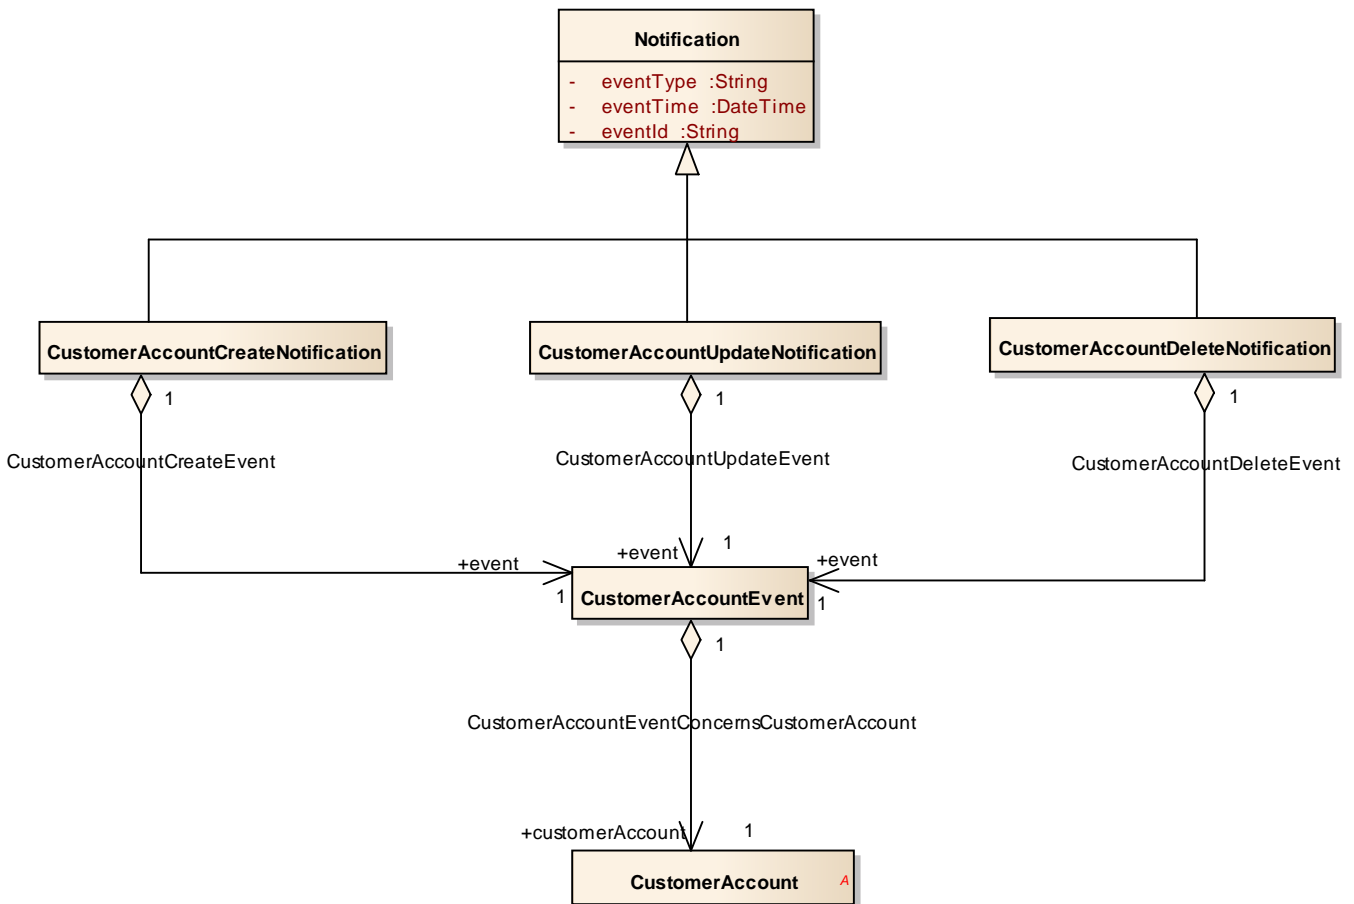 Notification
- eventType :String
- eventTime :DateTime
- eventId :String
CustomerAccountCreateNotification
CustomerAccountUpdateNotification
CustomerAccountDeleteNotification
1
1
1
CustomerAccountCreateEvent
CustomerAccountUpdateEvent
CustomerAccountDeleteEvent
+event
+event
1
+event
1
CustomerAccountEvent
1
1
CustomerAccountEventConcernsCustomerAccount
+customerAccount
1
CustomerAccount
A